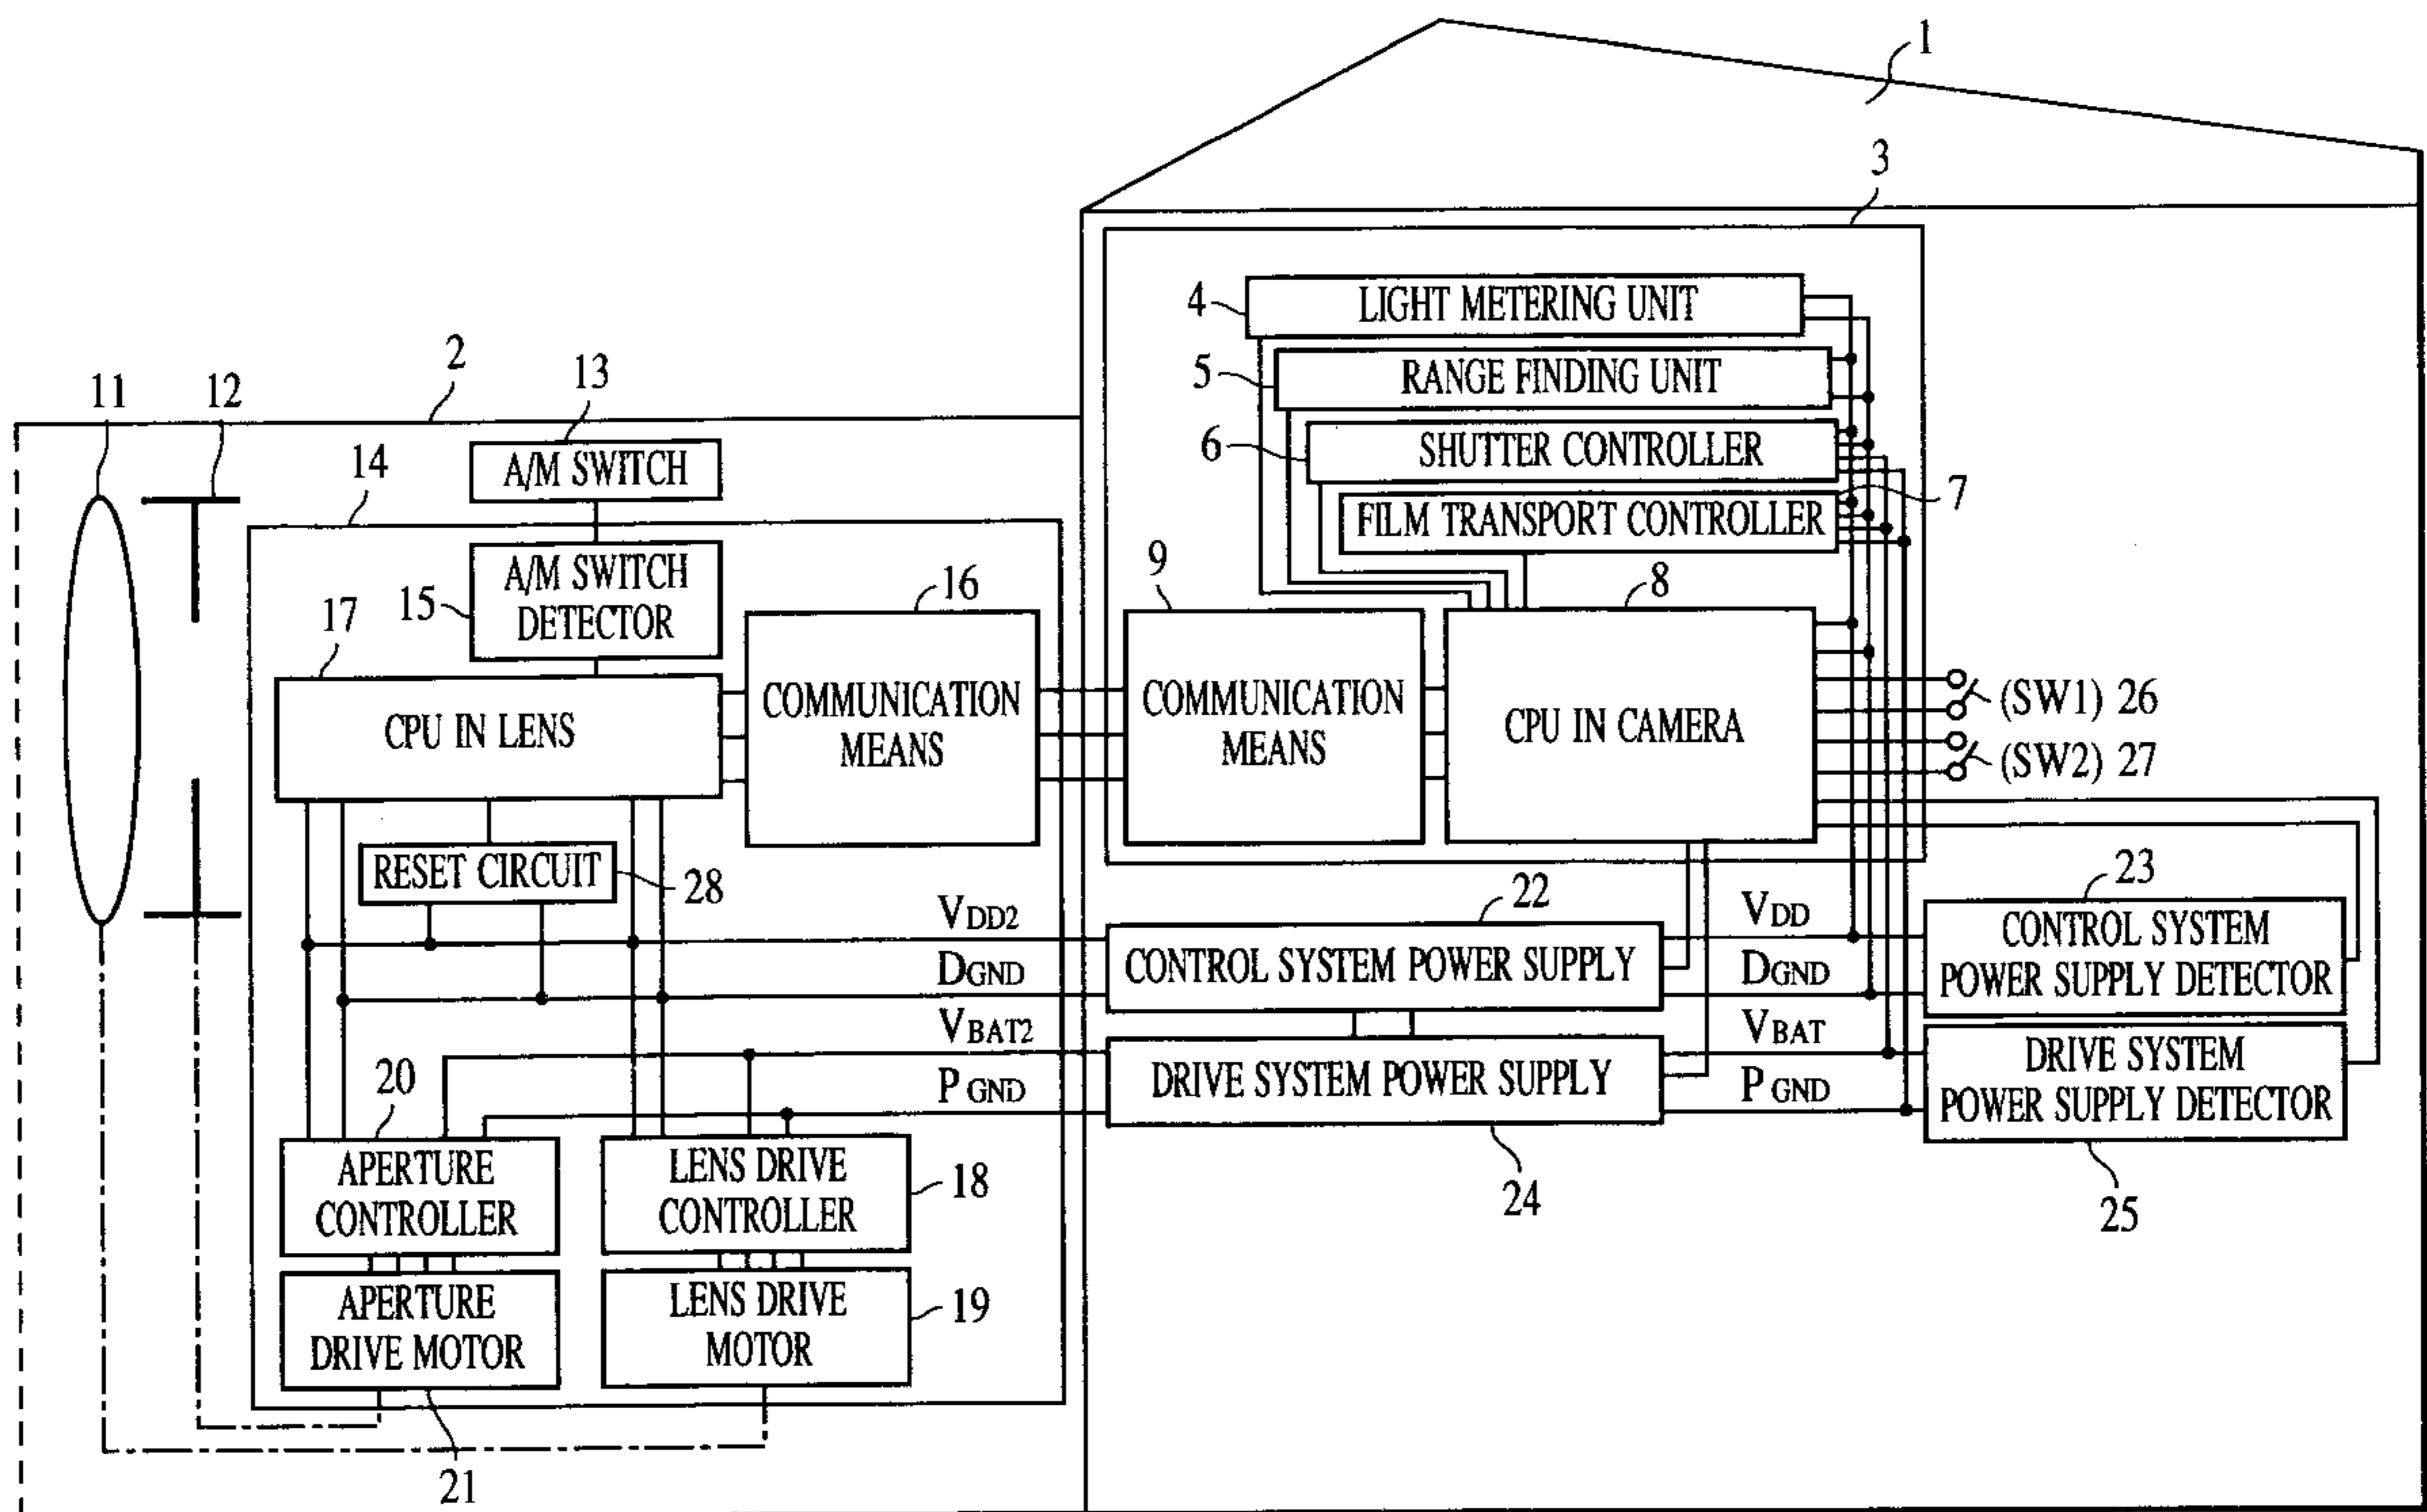 1
3
4
LIGHT METERING UNIT
5
RANGE FINDING UNIT
6
SHUTTER CONTROLLER
7
FILM TRANSPORT CONTROLLER
2
11
12
13
A/M SWITCH
14
15
A/M SWITCH
DETECTOR
16
COMMUNICATION
MEANS
17
CPU IN LENS
9
COMMUNICATION
MEANS
8
CPU IN CAMERA
(SW1) 26
(SW2) 27
RESET CIRCUIT
28
VDD2
DGND
VBAT2
PGND
22
CONTROL SYSTEM POWER SUPPLY
DRIVE SYSTEM POWER SUPPLY
24
VDD
DGND
VBAT
PGND
23
CONTROL SYSTEM
POWER SUPPLY DETECTOR
DRIVE SYSTEM
POWER SUPPLY DETECTOR
25
20
APERTURE
CONTROLLER
LENS DRIVE
CONTROLLER
18
APERTURE
DRIVE MOTOR
LENS DRIVE
MOTOR
19
21